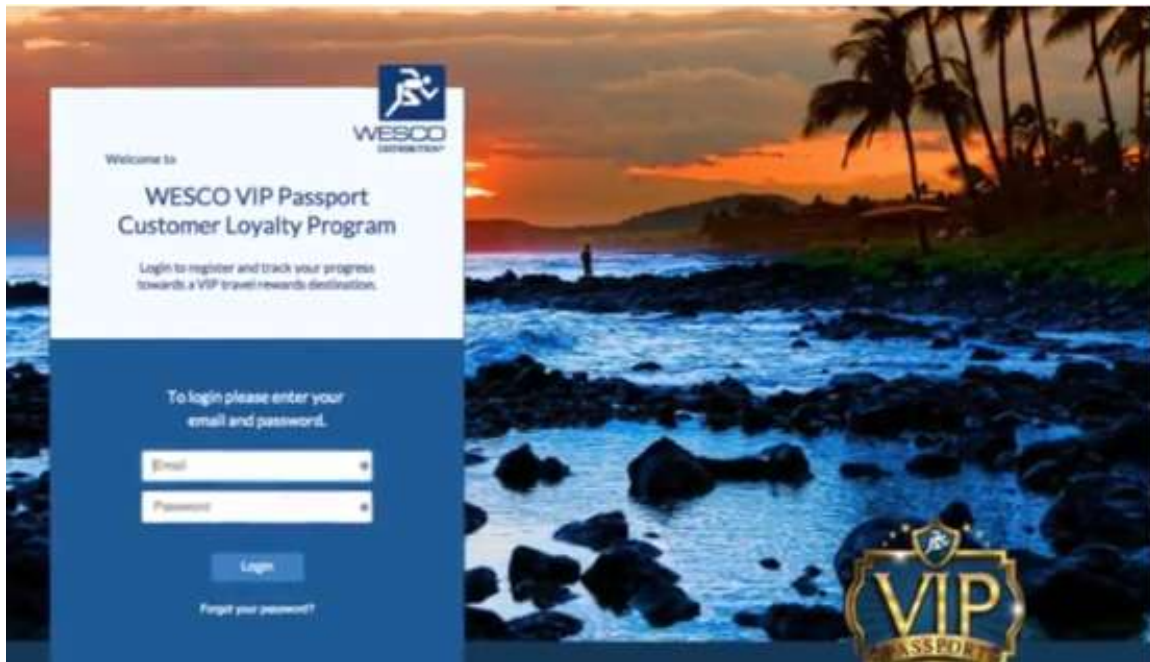 WESCO
DISTRIBUTION
Welcome to
WESCO VIP Passport
Customer Loyalty Program
Login to register and track your progress
towards a VIP travel rewards destination.
To login please enter your
email and password.
Email
Password
Login
Forgot your password?
VIP
PASSPORT